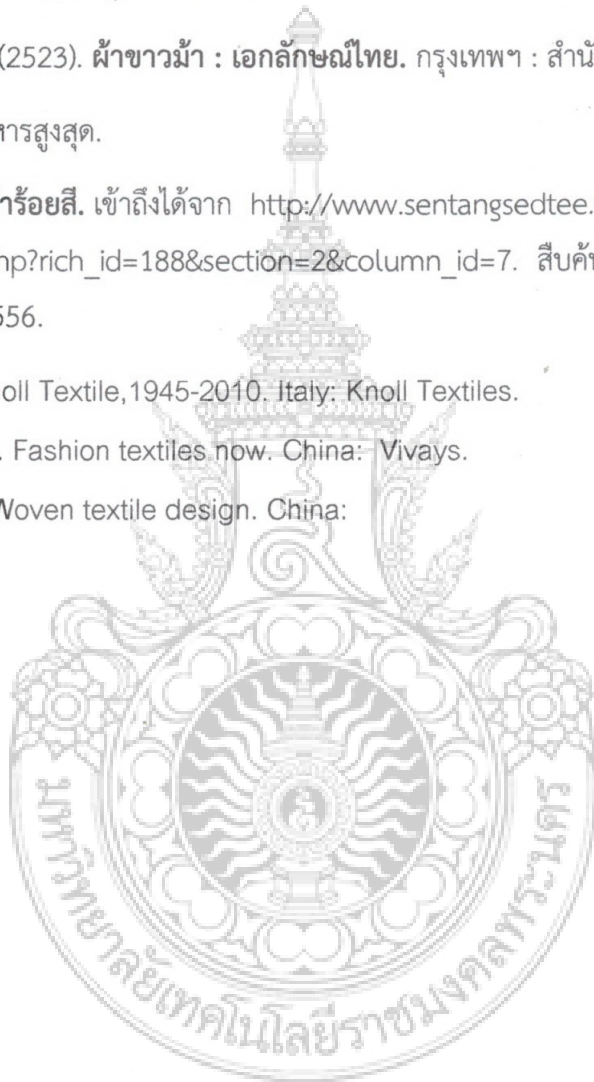 (2523). ผ้าขาวม้า : เอกลักษณ์ไทย. กรุงเทพฯ : สำนั
หารสูงสุด.
าร้อยสี. เข้าถึงได้จาก http://www.sentangsedtee.
hp?rich_id=188&section=2&column_id=7. สืบค้น
556.
oll Textile,1945-2010. Italy: Knoll Textiles.
. Fashion textiles now. China: Vivays.
Woven textile design. China:
มหาวิทยาลัยเทคโนโลยีราชมงคลพระนคร